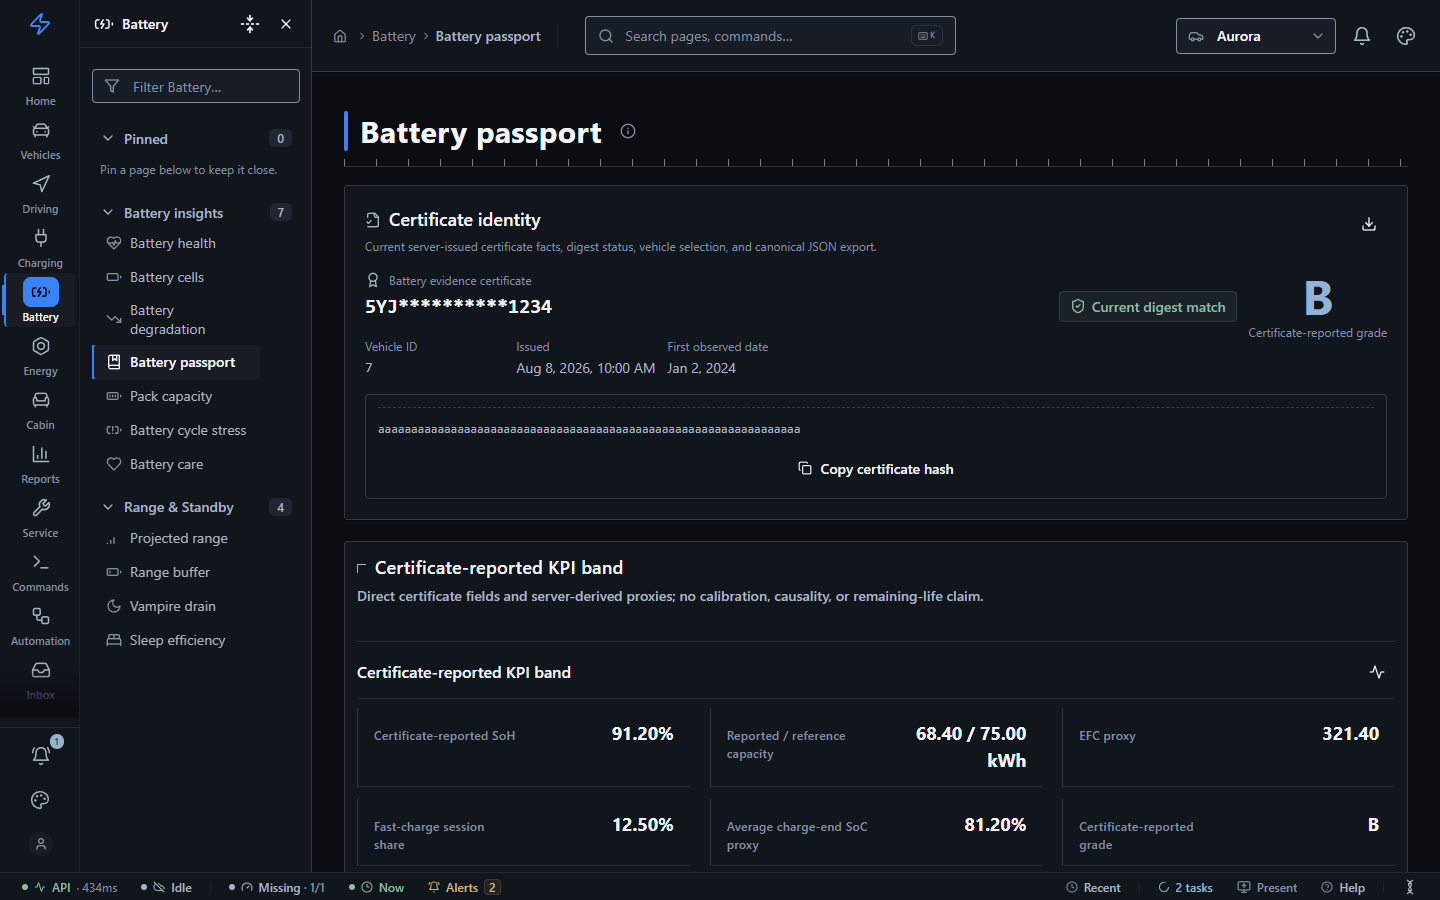 Battery
Battery
Battery passport
Search pages, commands...
K
Aurora
Home
Vehicles
Driving
Charging
Battery
Energy
Cabin
Reports
Service
Commands
Automation
Inbox
1
Filter Battery...
Pinned
0
Pin a page below to keep it close.
Battery insights
7
Battery health
Battery cells
Battery
degradation
Battery passport
Pack capacity
Battery cycle stress
Battery care
Range & Standby
4
Projected range
Range buffer
Vampire drain
Sleep efficiency
Battery passport
Certificate identity
Current server-issued certificate facts, digest status, vehicle selection, and canonical JSON export.
Battery evidence certificate
5YJ**********1234
Current digest match
B
Certificate-reported grade
Vehicle ID
7
Issued
Aug 8, 2026, 10:00 AM
First observed date
Jan 2, 2024
aaaaaaaaaaaaaaaaaaaaaaaaaaaaaaaaaaaaaaaaaaaaaaaaaaaaaaaaaaaaaaaa
Copy certificate hash
Certificate-reported KPI band
Direct certificate fields and server-derived proxies; no calibration, causality, or remaining-life claim.
Certificate-reported KPI band
Certificate-reported SoH
91.20%
Reported / reference
capacity
68.40 / 75.00
kWh
EFC proxy
321.40
Fast-charge session
share
12.50%
Average charge-end SoC
proxy
81.20%
Certificate-reported
grade
B
API · 434ms
Idle
Missing · 1/1
Now
Alerts 2
Recent
2 tasks
Present
Help